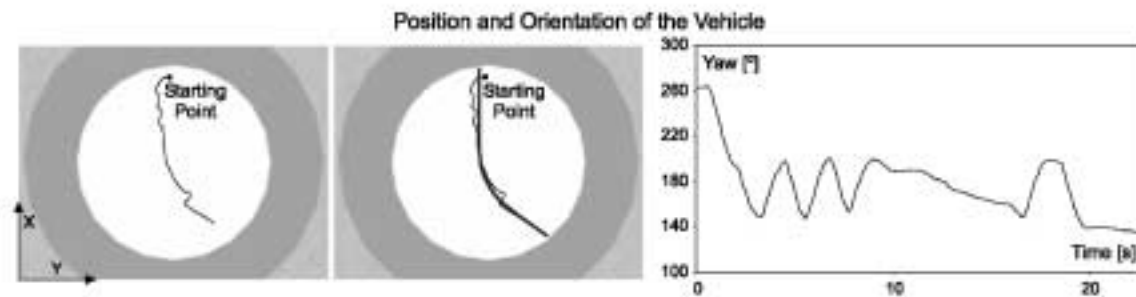 Position and Orientation of the Vehicle
Starting
Point
X
Y
Starting
Point
300
Yaw [º]
260
220
180
140
100
Time [s]
0
10
20